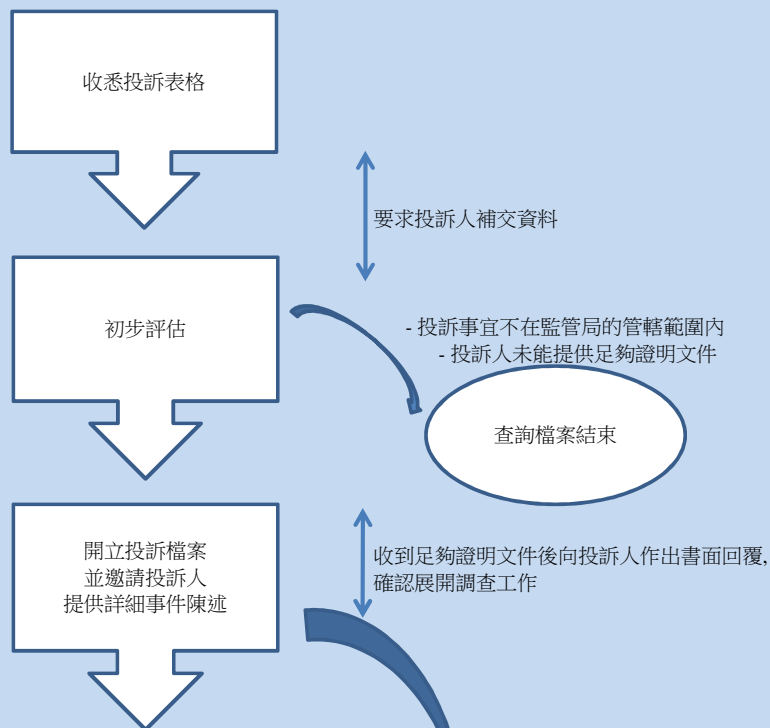 收悉投訴表格
要求投訴人補交資料
初步評估
- 投訴事宜不在監管局的管轄範圍內
- 投訴人未能提供足夠證明文件
查詢檔案結束
開立投訴檔案
並邀請投訴人
提供詳細事件陳述
收到足夠證明文件後向投訴人作出書面回覆,
確認展開調查工作